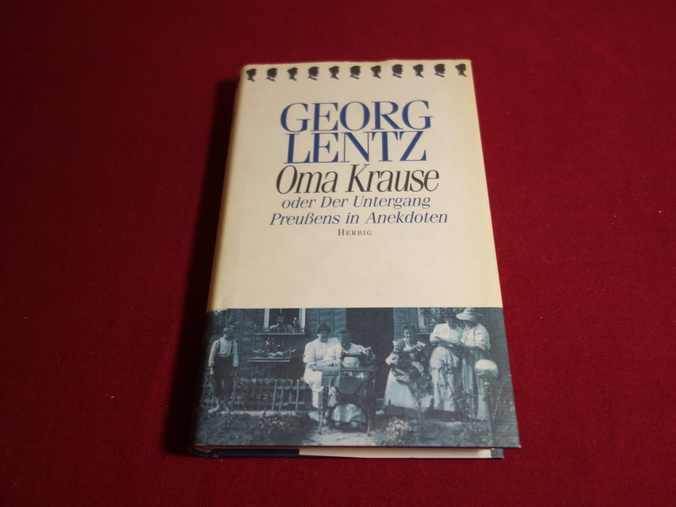 GEORG
LENTZ
Oma Krause
oder Der Untergang
Preußens in Anekdoten
HERBIG